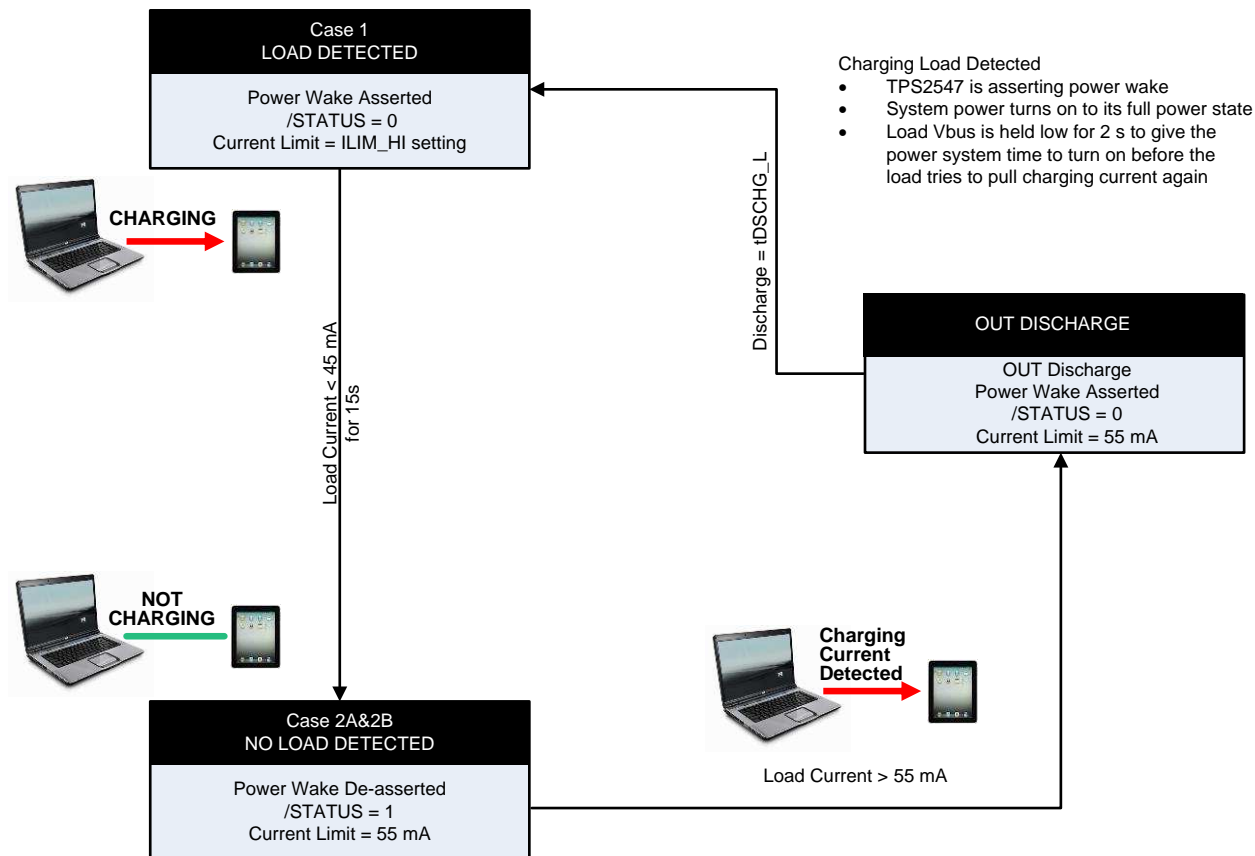 Case 1
LOAD DETECTED
Power Wake Asserted
/STATUS = 0
Current Limit = ILIM_HI setting
Charging Load Detected
• TPS2547 is asserting power wake
• System power turns on to its full power state
• Load Vbus is held low for 2 s to give the
power system time to turn on before the
load tries to pull charging current again
CHARGING
Load Current < 45 mA
for 15s
Discharge = tDSCHG_L
OUT DISCHARGE
OUT Discharge
Power Wake Asserted
/STATUS = 0
Current Limit = 55 mA
NOT
CHARGING
Charging
Current
Detected
Load Current > 55 mA
Case 2A&2B
NO LOAD DETECTED
Power Wake De-asserted
/STATUS = 1
Current Limit = 55 mA